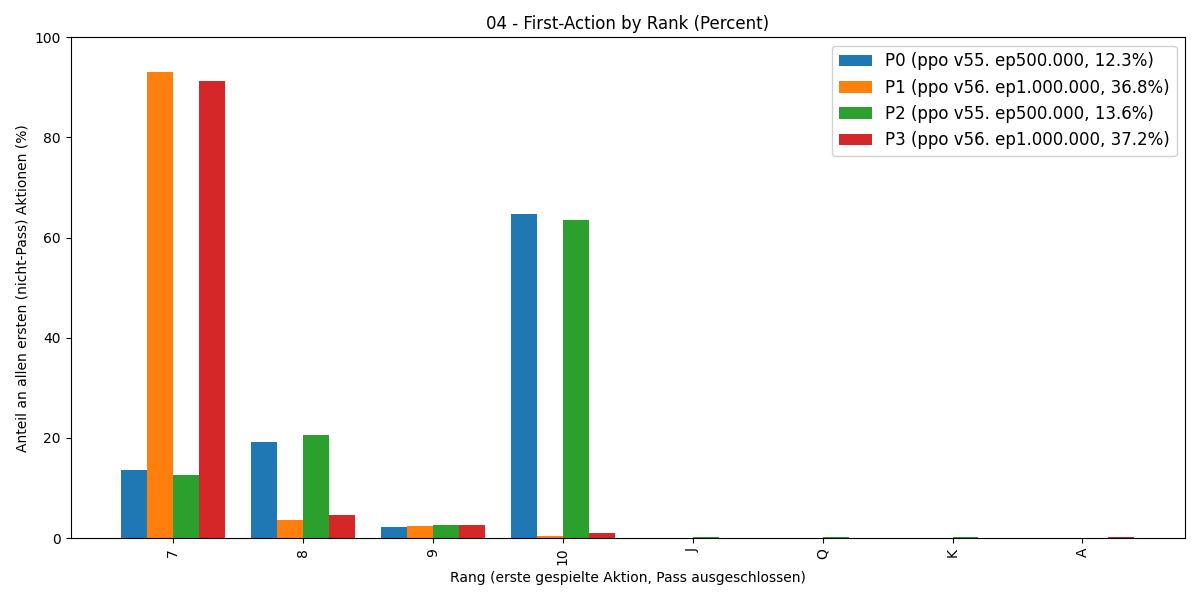 04 - First-Action by Rank (Percent)
100
80
60
40
20
0
Anteil an allen ersten (nicht-Pass) Aktionen (%)
P0 (ppo v55. ep500.000, 12.3%)
P1 (ppo v56. ep1.000.000, 36.8%)
P2 (ppo v55. ep500.000, 13.6%)
P3 (ppo v56. ep1.000.000, 37.2%)
7
8
9
10
J
Q
K
A
Rang (erste gespielte Aktion, Pass ausgeschlossen)